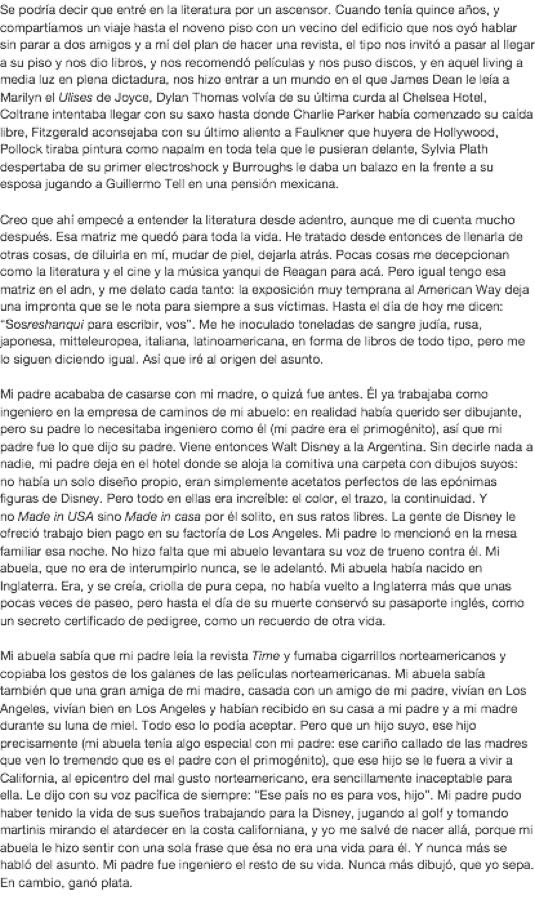 Se podría decir que entré en la literatura por un ascensor. Cuando tenía quince años, y
compartíamos un viaje hasta el noveno piso con un vecino del edificio que nos oyó hablar
sin parar a dos amigos y a mí del plan de hacer una revista, el tipo nos invitó a pasar al llegar
a su piso y nos dio libros, y nos recomendó películas y nos puso discos, y en aquel living a
media luz en plena dictadura, nos hizo entrar a un mundo en el que James Dean le leía a
Marilyn el Ulises de Joyce, Dylan Thomas volvía de su última curda al Chelsea Hotel,
Coltrane intentaba llegar con su saxo hasta donde Charlie Parker había comenzado su caída
libre, Fitzgerald aconsejaba con su último aliento a Faulkner que huyera de Hollywood,
Pollock tiraba pintura como napalm en toda tela que le pusieran delante, Sylvia Plath
despertaba de su primer electroshock y Burroughs le daba un balazo en la frente a su
esposa jugando a Guillermo Tell en una pensión mexicana.

Creo que ahí empecé a entender la literatura desde adentro, aunque me di cuenta mucho
después. Esa matriz me quedó para toda la vida. He tratado desde entonces de llenarla de
otras cosas, de diluirla en mí, mudar de piel, dejarla atrás. Pocas cosas me decepcionan
como la literatura y el cine y la música yanqui de Reagan para acá. Pero igual tengo esa
matriz en el adn, y me delato cada tanto: la exposición muy temprana al American Way deja
una impronta que se le nota para siempre a sus víctimas. Hasta el día de hoy me dicen:
“Sosreshanqui para escribir, vos”. Me he inoculado toneladas de sangre judía, rusa,
japonesa, mitteleuropea, italiana, latinoamericana, en forma de libros de todo tipo, pero me
lo siguen diciendo igual. Así que iré al origen del asunto.

Mi padre acababa de casarse con mi madre, o quizá fue antes. Él ya trabajaba como
ingeniero en la empresa de caminos de mi abuelo: en realidad había querido ser dibujante,
pero su padre lo necesitaba ingeniero como él (mi padre era el primogénito), así que mi
padre fue lo que dijo su padre. Viene entonces Walt Disney a la Argentina. Sin decirle nada a
nadie, mi padre deja en el hotel donde se aloja la comitiva una carpeta con dibujos suyos:
no había un solo diseño propio, eran simplemente acetatos perfectos de las epónimas
figuras de Disney. Pero todo en ellas era increíble: el color, el trazo, la continuidad. Y
no Made in USA sino Made in casa por él solito, en sus ratos libres. La gente de Disney le
ofreció trabajo bien pago en su factoría de Los Angeles. Mi padre lo mencionó en la mesa
familiar esa noche. No hizo falta que mi abuelo levantara su voz de trueno contra él. Mi
abuela, que no era de interrumpirlo nunca, se le adelantó. Mi abuela había nacido en
Inglaterra. Era, y se creía, criolla de pura cepa, no había vuelto a Inglaterra más que unas
pocas veces de paseo, pero hasta el día de su muerte conservó su pasaporte inglés, como
un secreto certificado de pedigree, como un recuerdo de otra vida.

Mi abuela sabía que mi padre leía la revista Time y fumaba cigarrillos norteamericanos y
copiaba los gestos de los galanes de las películas norteamericanas. Mi abuela sabía
también que una gran amiga de mi madre, casada con un amigo de mi padre, vivían en Los
Angeles, vivían bien en Los Angeles y habían recibido en su casa a mi padre y a mi madre
durante su luna de miel. Todo eso lo podía aceptar. Pero que un hijo suyo, ese hijo
precisamente (mi abuela tenía algo especial con mi padre: ese cariño callado de las madres
que ven lo tremendo que es el padre con el primogénito), que ese hijo se le fuera a vivir a
California, al epicentro del mal gusto norteamericano, era sencillamente inaceptable para
ella. Le dijo con su voz pacífica de siempre: “Ese país no es para vos, hijo”. Mi padre pudo
haber tenido la vida de sus sueños trabajando para la Disney, jugando al golf y tomando
martinis mirando el atardecer en la costa californiana, y yo me salvé de nacer allá, porque mi
abuela le hizo sentir con una sola frase que ésa no era una vida para él. Y nunca más se
habló del asunto. Mi padre fue ingeniero el resto de su vida. Nunca más dibujó, que yo sepa.
En cambio, ganó plata.